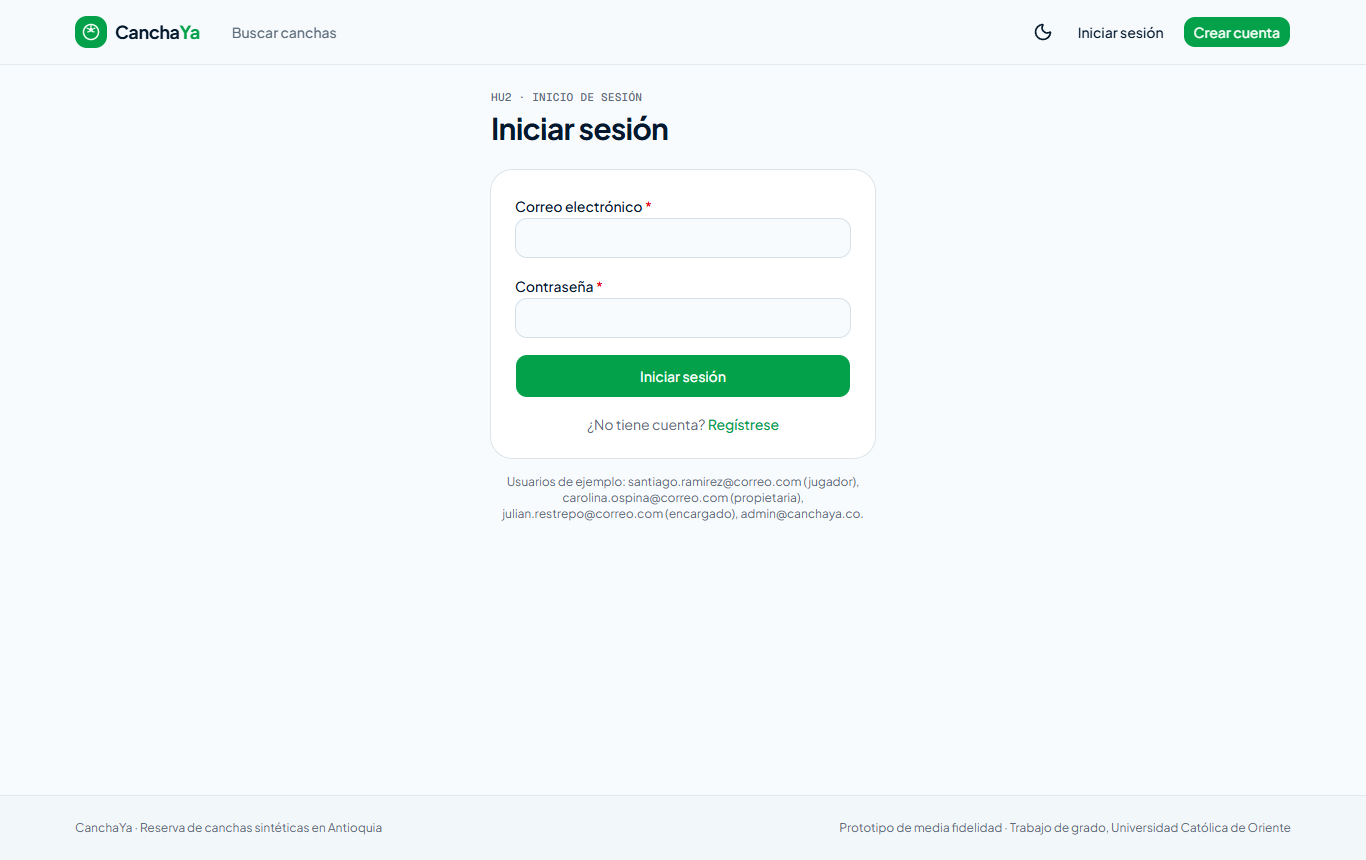 CanchaYa
Buscar canchas
Iniciar sesión
Crear cuenta
HU2 · INICIO DE SESIÓN
Iniciar sesión
Correo electrónico *
Contraseña *
Iniciar sesión
¿No tiene cuenta? Regístrese
Usuarios de ejemplo: santiago.ramirez@correo.com (jugador),
carolina.ospina@correo.com (propietaria),
julian.restrepo@correo.com (encargado), admin@canchaya.co.
CanchaYa · Reserva de canchas sintéticas en Antioquia
Prototipo de media fidelidad · Trabajo de grado, Universidad Católica de Oriente